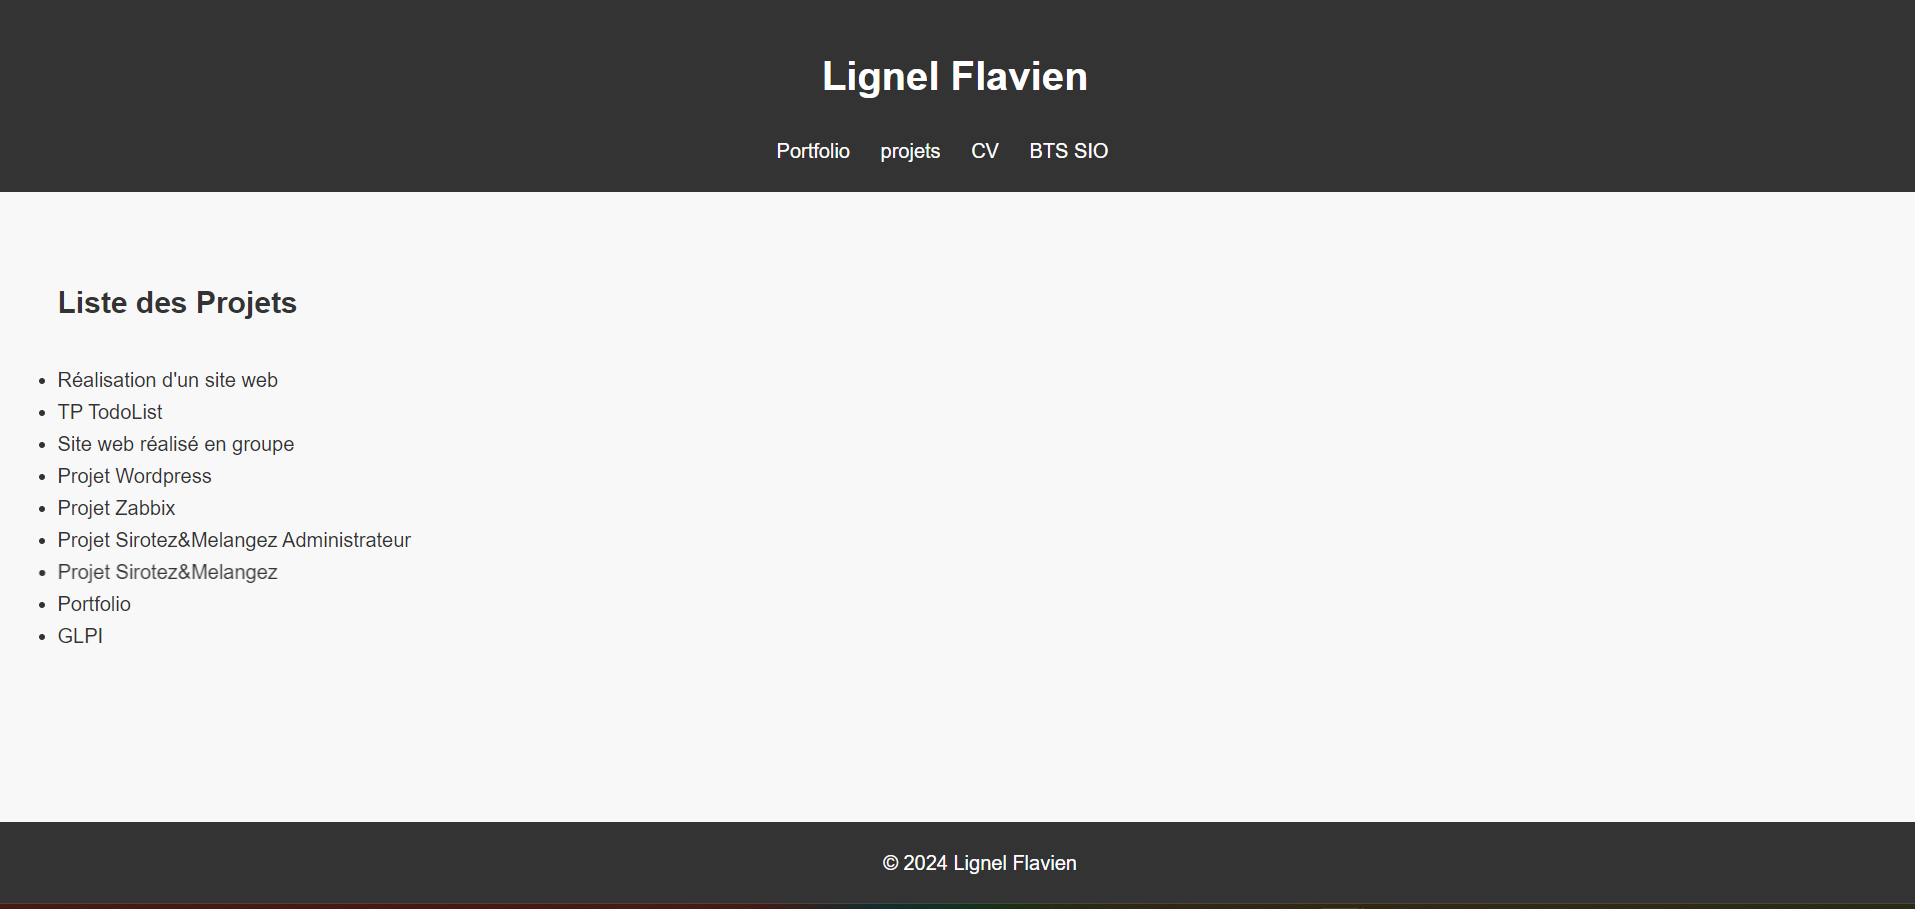 Lignel Flavien
Portfolio projets CV BTS SIO
Liste des Projets
Réalisation d'un site web
TP TodoList
Site web réalisé en groupe
Projet Wordpress
Projet Zabbix
Projet Sirotez&Melangez Administrateur
Projet Sirotez&Melangez
Portfolio
GLPI
© 2024 Lignel Flavien